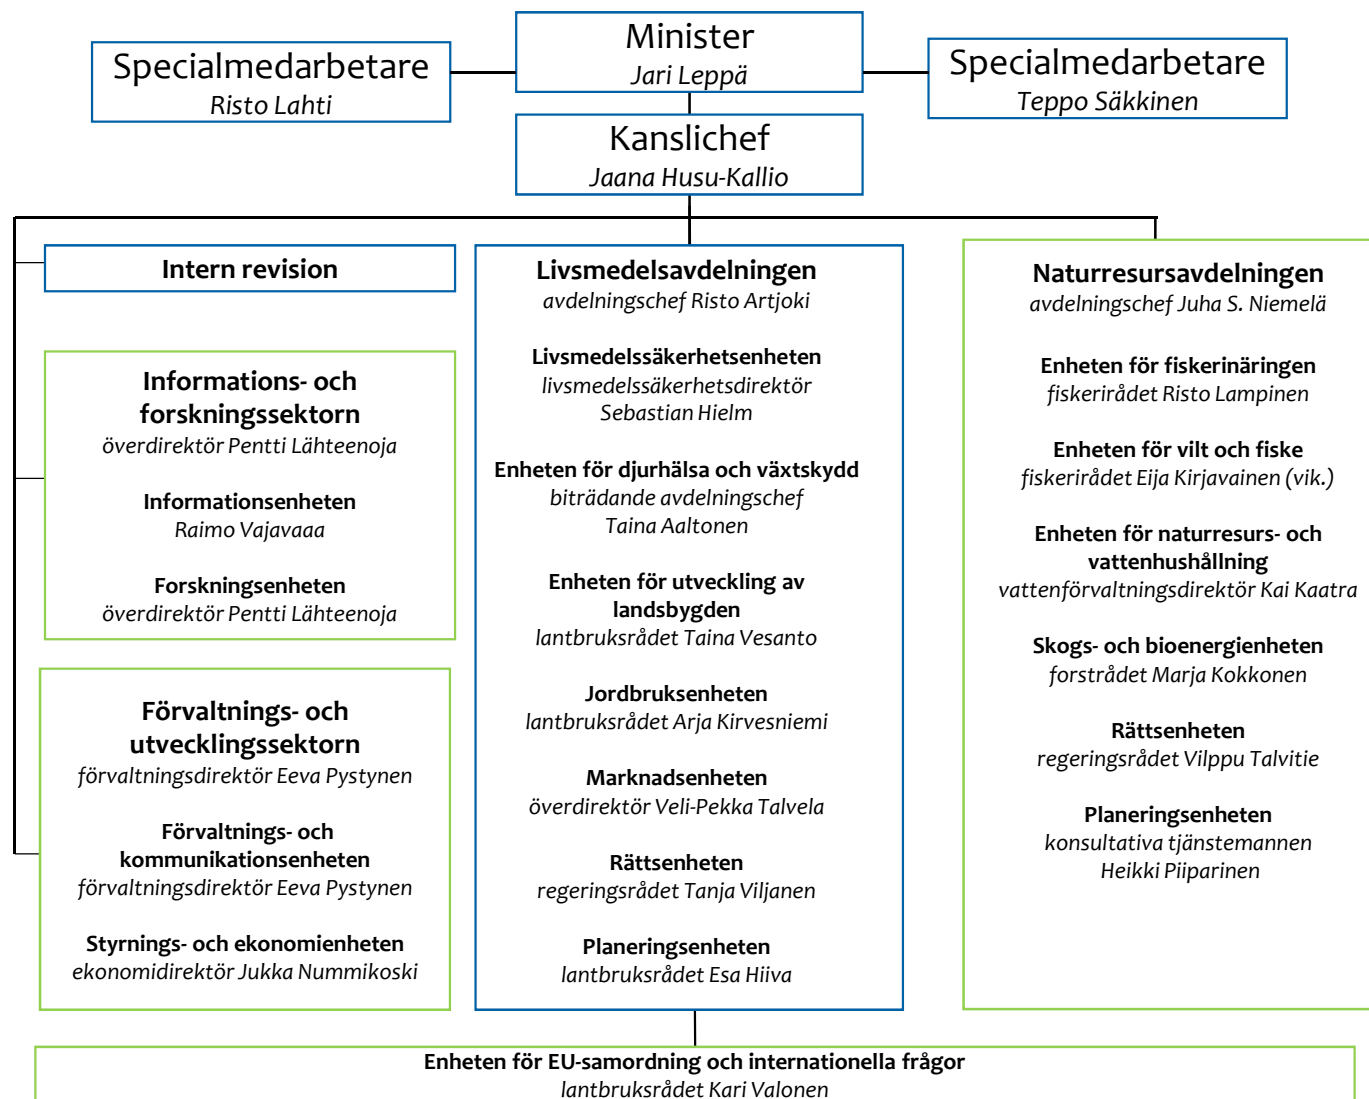 Specialmedarbetare
Risto Lahti
Minister
Jari Leppä
Specialmedarbetare
Teppo Säkkinen
Kanslichef
Jaana Husu-Kallio
Intern revision
Informations- och
forskningssektorn
överdirektör Pentti Lähteenoja
Informationsenheten
Raimo Vajavaaa
Forskningsenheten
överdirektör Pentti Lähteenoja
Förvaltnings- och
utvecklingssektorn
förvaltningsdirektör Eeva Pystynen
Förvaltnings- och
kommunikationsenheten
förvaltningsdirektör Eeva Pystynen
Styrnings- och ekonomienheten
ekonomidirektör Jukka Nummikoski
Livsmedelsavdelningen
avdelningschef Risto Artjoki
Livsmedelssäkerhetsenheten
livsmedelssäkerhetsdirektör
Sebastian Hielm
Enheten för djurhälsa och växtskydd
biträdande avdelningschef
Taina Aaltonen
Enheten för utveckling av
landsbygden
lantbruksrådet Taina Vesanto
Jordbruksenheten
lantbruksrådet Arja Kirvesniemi
Marknadsenheten
överdirektör Veli-Pekka Talvela
Rättsenheten
regeringsrådet Tanja Viljanen
Planeringsenheten
lantbruksrådet Esa Hiiva
Naturresursavdelningen
avdelningschef Juha S. Niemelä
Enheten för fiskerinäringen
fiskerirådet Risto Lampinen
Enheten för vilt och fiske
fiskerirådet Eija Kirjavainen (vik.)
Enheten för naturresurs- och
vattenhushållning
vattenförvaltningsdirektör Kai Kaatra
Skogs- och bioenergienheten
forstrådet Marja Kokkonen
Rättsenheten
regeringsrådet Vilppu Talvitie
Planeringsenheten
konsultativa tjänstemannen
Heikki Piiparinen
Enheten för EU-samordning och internationella frågor
lantbruksrådet Kari Valonen